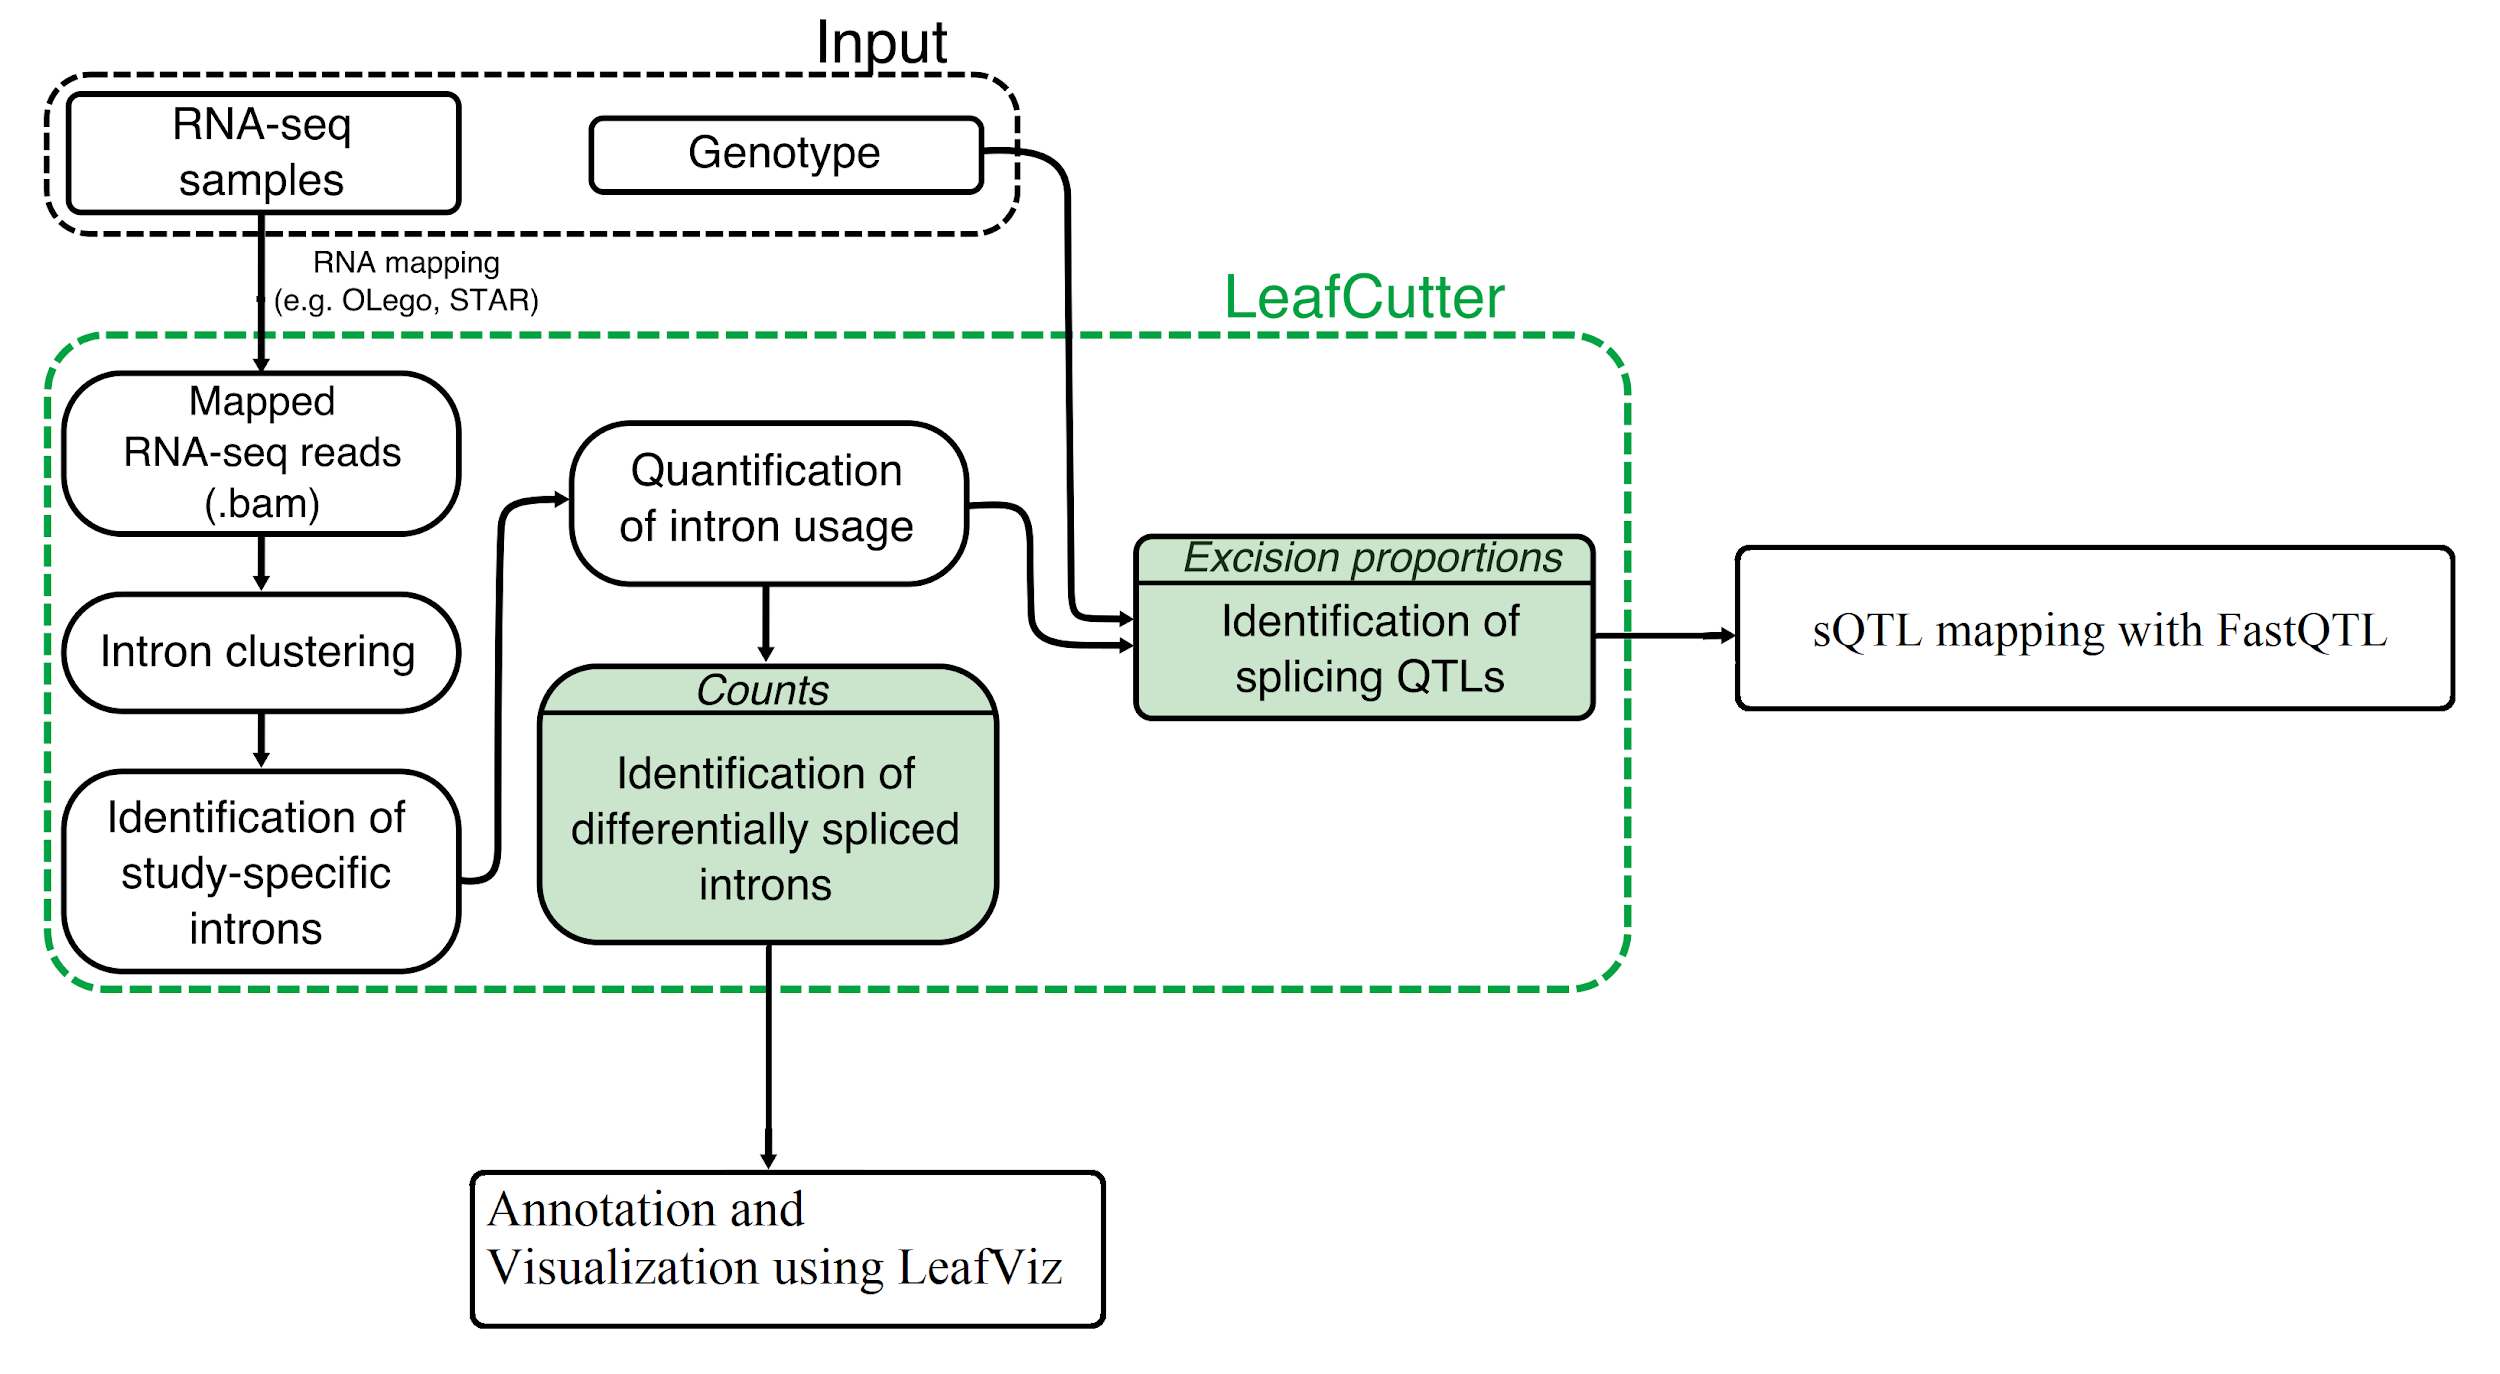 Input
RNA-seq
samples
Genotype
RNA mapping
(e.g. OLego, STAR)
LeafCutter
Mapped
RNA-seq reads
(.bam)
Intron clustering
Identification of
study-specific
introns
Quantification
of intron usage
Counts
Identification of
differentially spliced
introns
Excision proportions
Identification of
splicing QTLs
sQTL mapping with FastQTL
Annotation and
Visualization using LeafViz